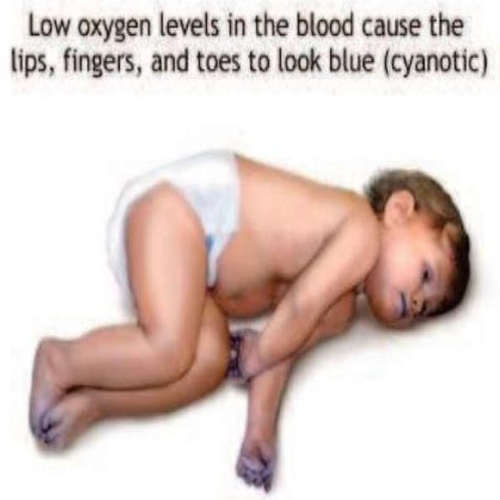 Low oxygen levels in the blood cause the
lips, fingers, and toes to look blue (cyanotic)